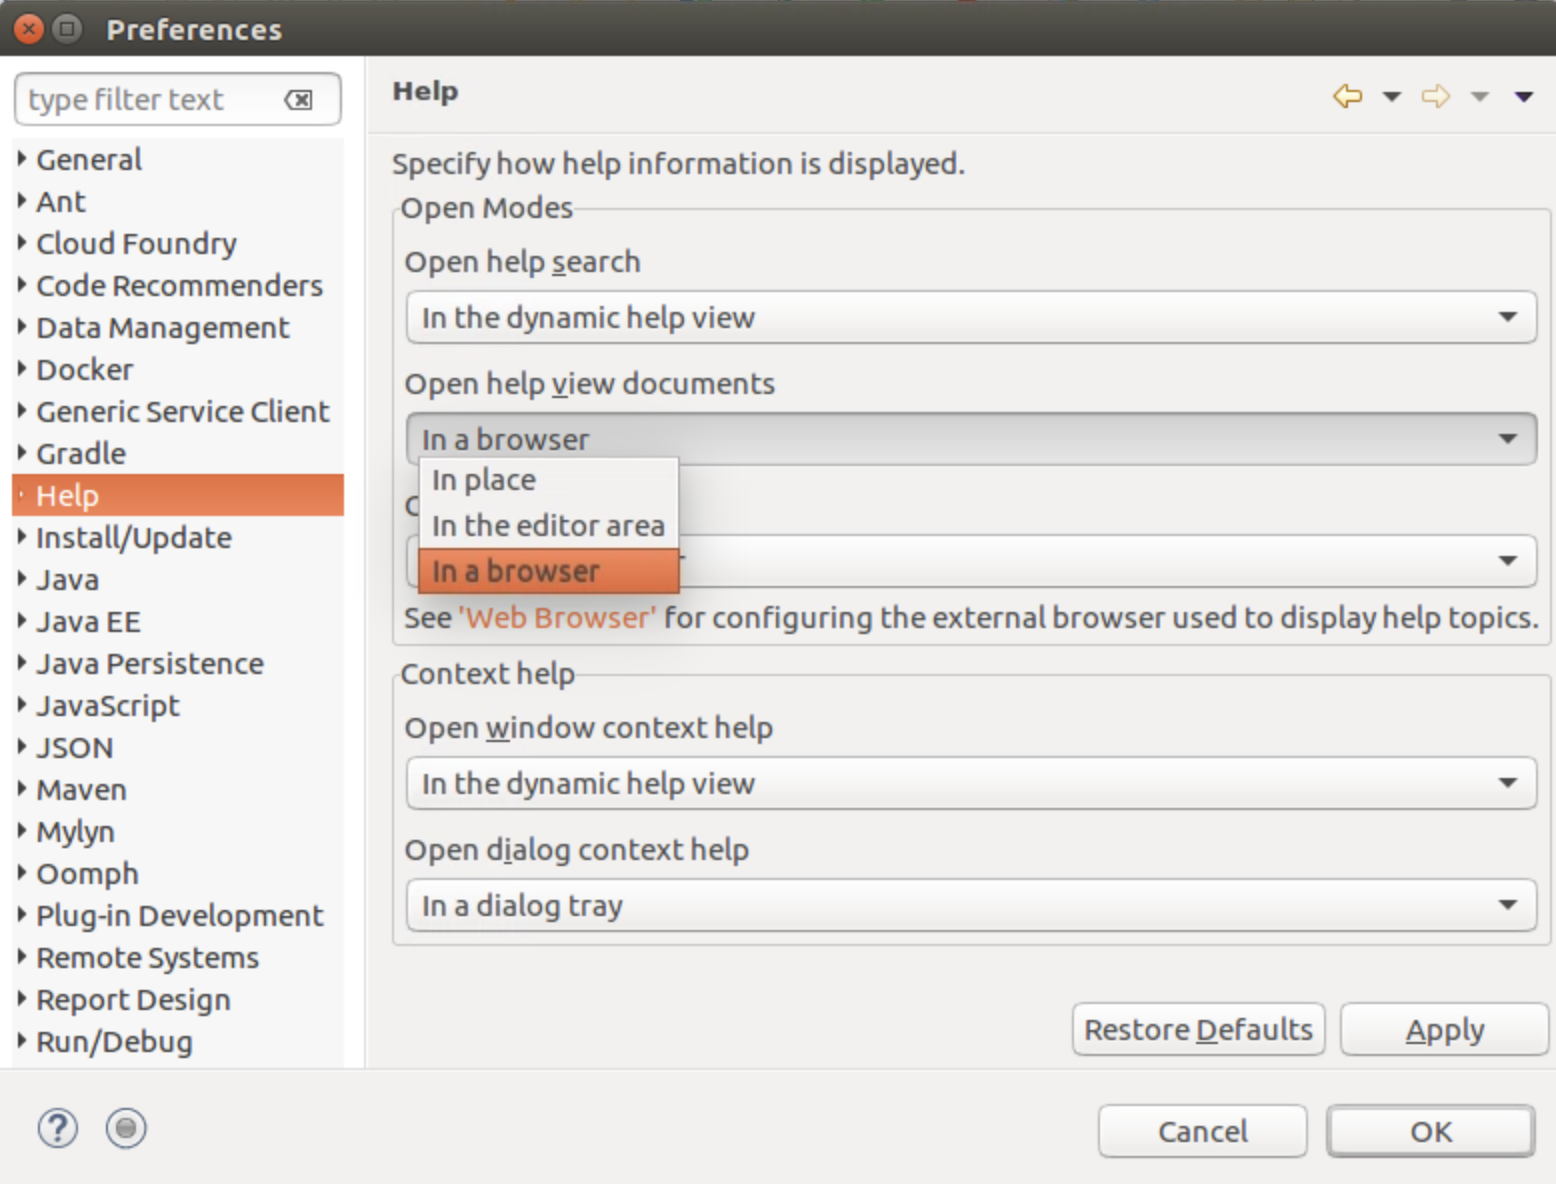 Preferences
type filter text
General
Ant
Cloud Foundry
Code Recommenders
Data Management
Docker
Generic Service Client
Gradle
Help
Install/Update
Java
Java EE
Java Persistence
JavaScript
JSON
Maven
Mylyn
Oomph
Plug-in Development
Remote Systems
Report Design
Run/Debug
Help
Specify how help information is displayed.
Open Modes
Open help search
In the dynamic help view
Open help view documents
In a browser
In place
In the editor area
In a browser
See 'Web Browser' for configuring the external browser used to display help topics.
Context help
Open window context help
In the dynamic help view
Open dialog context help
In a dialog tray
Restore Defaults
Apply
?
Cancel
OK